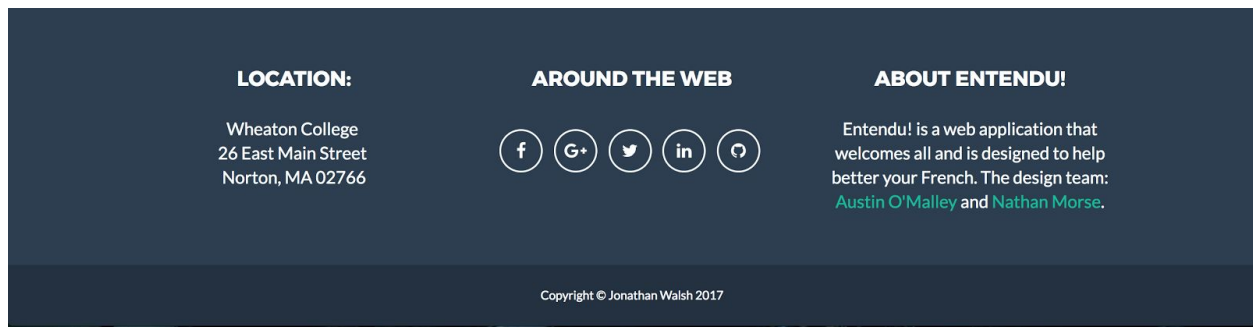 LOCATION:
Wheaton College
26 East Main Street
Norton, MA 02766
AROUND THE WEB
f G+ in
ABOUT ENTENDU!
Entendu! is a web application that
welcomes all and is designed to help
better your French. The design team:
Austin O'Malley and Nathan Morse.
Copyright © Jonathan Walsh 2017